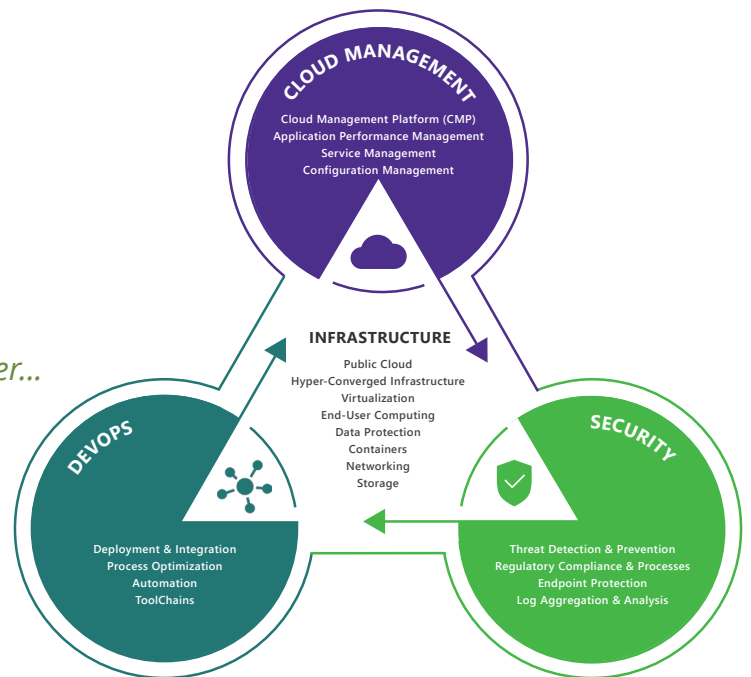 CLOUD MANAGEMENT
Cloud Management Platform (CMP)
Application Performance Management
Service Management
Configuration Management
INFRASTRUCTURE
Public Cloud
Hyper-Converged Infrastructure
Virtualization
End-User Computing
Data Protection
Containers
Networking
Storage
er...
DEVOPS
Deployment & Integration
Process Optimization
Automation
ToolChains
SECURITY
Threat Detection & Prevention
Regulatory Compliance & Processes
Endpoint Protection
Log Aggregation & Analysis